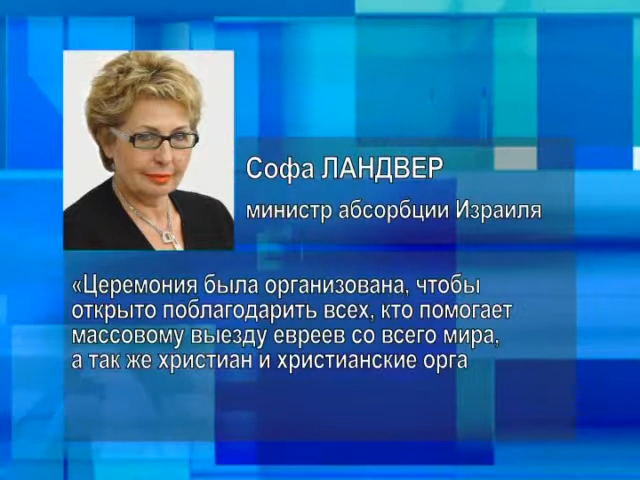 Софа ЛАНДВЕР
министр абсорбции Израиля
«Церемония была организована, чтобы
открыто поблагодарить всех, кто помогает
массовому выезду евреев со всего мира,
а так же христиан и христианские орга